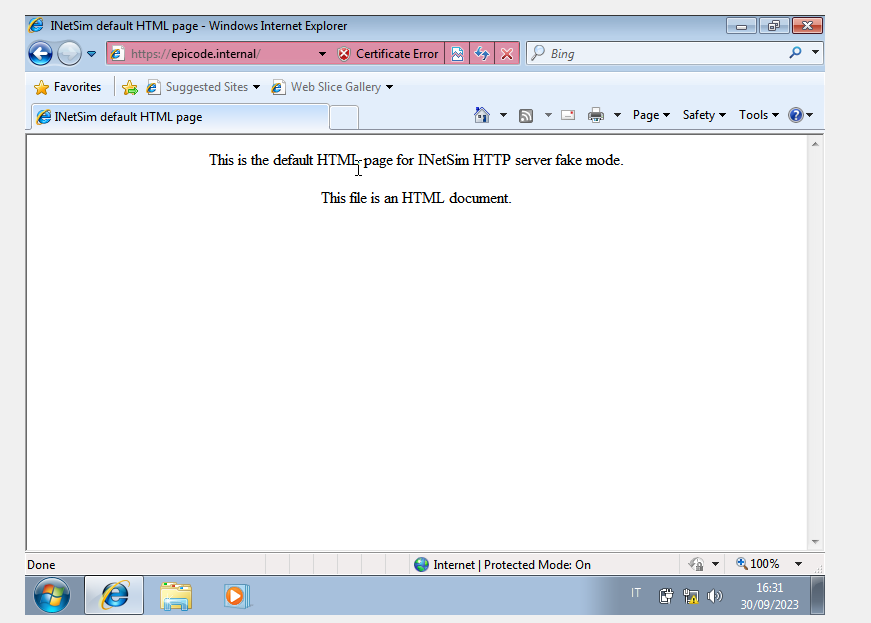 INetSim default HTML page - Windows Internet Explorer
https://epicode.internal/
Certificate Error
Bing
Favorites
Suggested Sites
Web Slice Gallery
INetSim default HTML page
Page
Safety
Tools
This is the default HTML page for INetSim HTTP server fake mode.
This file is an HTML document.
Done
Internet | Protected Mode: On
100%
IT
16:31
30/09/2023